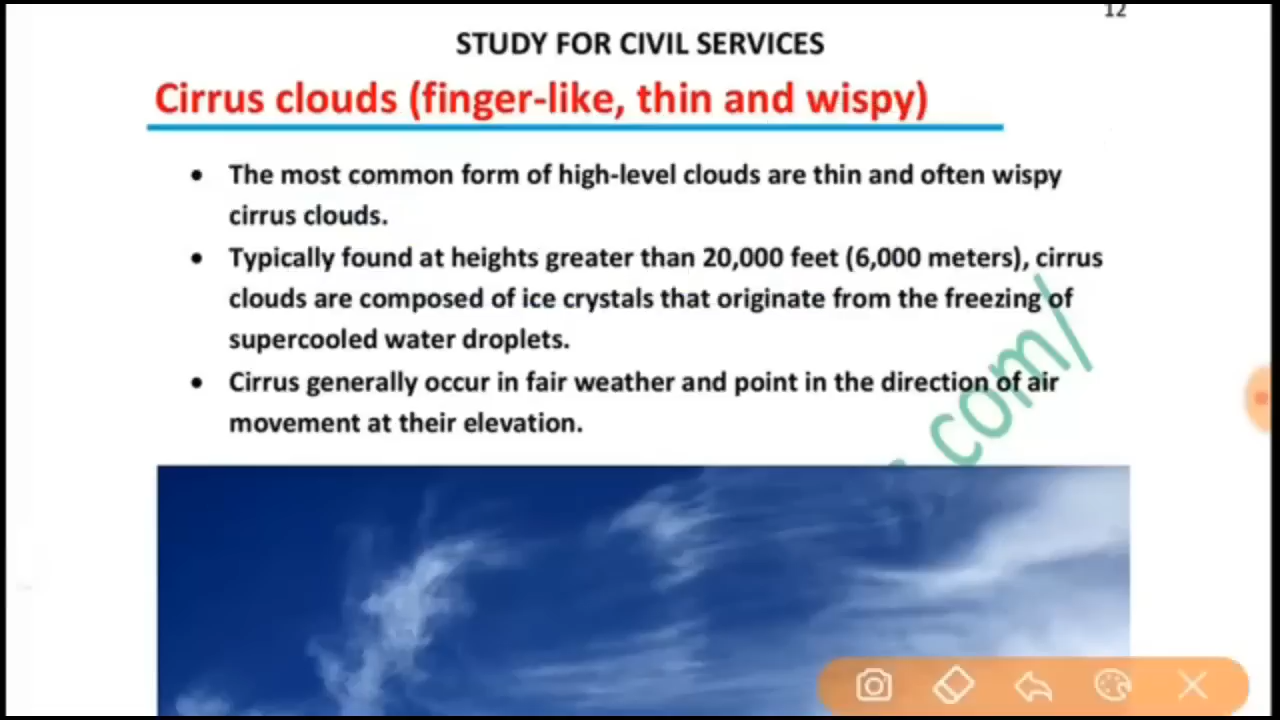 12
STUDY FOR CIVIL SERVICES
Cirrus clouds (finger-like, thin and wispy)
• The most common form of high-level clouds are thin and often wispy
cirrus clouds.
• Typically found at heights greater than 20,000 feet (6,000 meters), cirrus
clouds are composed of ice crystals that originate from the freezing of
supercooled water droplets.
• Cirrus generally occur in fair weather and point in the direction of air
movement at their elevation.
.com/